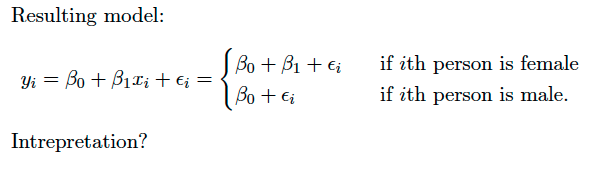 Resulting model:
yᵢ = β₀ + β₁xᵢ + ϵᵢ = { β₀ + β₁ + ϵᵢ if ith person is female
β₀ + ϵᵢ if ith person is male.
Intrepretation?